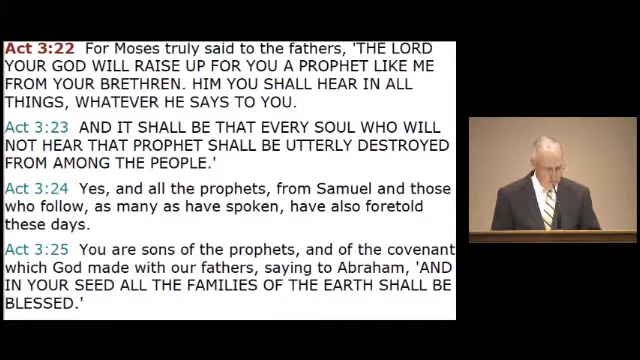 Act 3:22 For Moses truly said to the fathers, 'THE LORD
YOUR GOD WILL RAISE UP FOR YOU A PROPHET LIKE ME
FROM YOUR BRETHREN. HIM YOU SHALL HEAR IN ALL
THINGS, WHATEVER HE SAYS TO YOU.
Act 3:23 AND IT SHALL BE THAT EVERY SOUL WHO WILL
NOT HEAR THAT PROPHET SHALL BE UTTERLY DESTROYED
FROM AMONG THE PEOPLE.'
Act 3:24 Yes, and all the prophets, from Samuel and those
who follow, as many as have spoken, have also foretold
these days.
Act 3:25 You are sons of the prophets, and of the covenant
which God made with our fathers, saying to Abraham, 'AND
IN YOUR SEED ALL THE FAMILIES OF THE EARTH SHALL BE
BLESSED.'